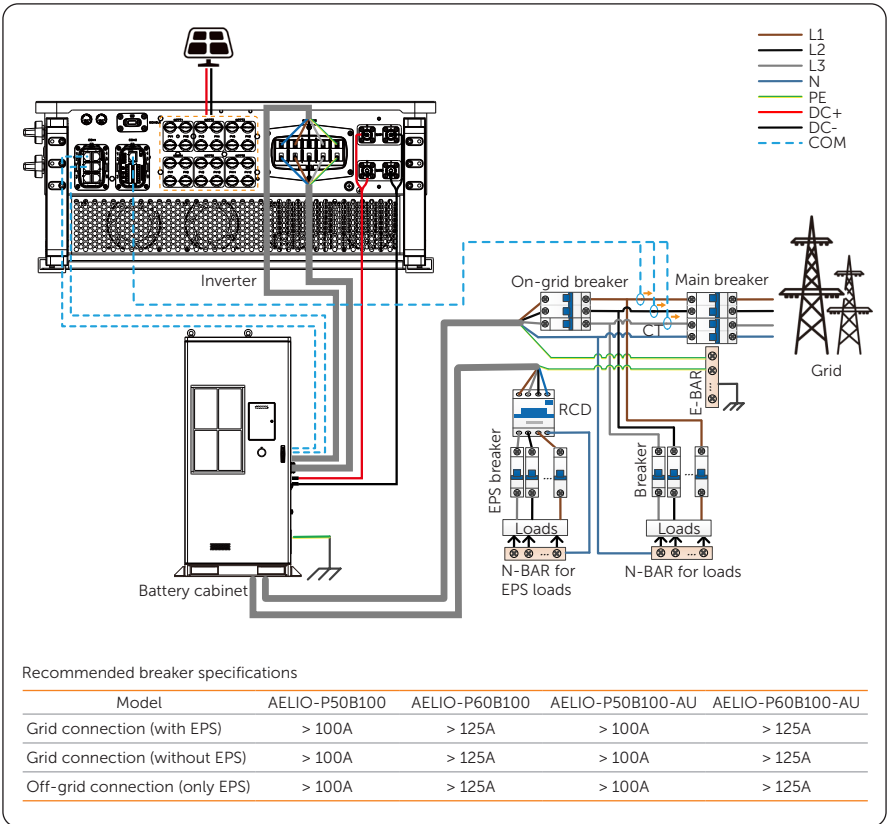 L1
L2
L3
N
PE
DC+
DC-
COM
Inverter
On-grid breaker
Main breaker
CT
Grid
E-BAR
RCD
EPS breaker
Breaker
Loads
Loads
N-BAR for
EPS loads
N-BAR for loads
Battery cabinet
Recommended breaker specifications
Model AELIO-P50B100 AELIO-P60B100 AELIO-P50B100-AU AELIO-P60B100-AU
Grid connection (with EPS) > 100A > 125A > 100A > 125A
Grid connection (without EPS) > 100A > 125A > 100A > 125A
Off-grid connection (only EPS) > 100A > 125A > 100A > 125A